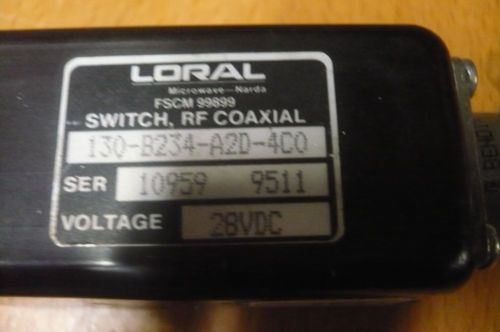 LORAL
Microwave—Narda
FSCM 99899
SWITCH, RF COAXIAL
130-B234-A2D-4C0
SER 10959 9511
VOLTAGE 28VDC